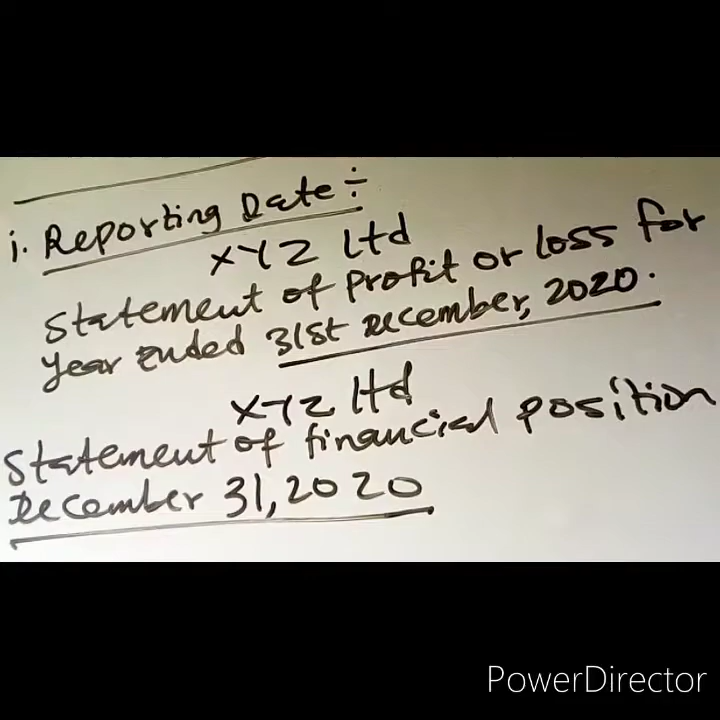 i. Reporting Date ÷
XYZ Ltd
Statement of Profit or Loss for
Year Ended 31st December, 2020.
XYZ Ltd
Statement of financial position
December 31, 2020
PowerDirector